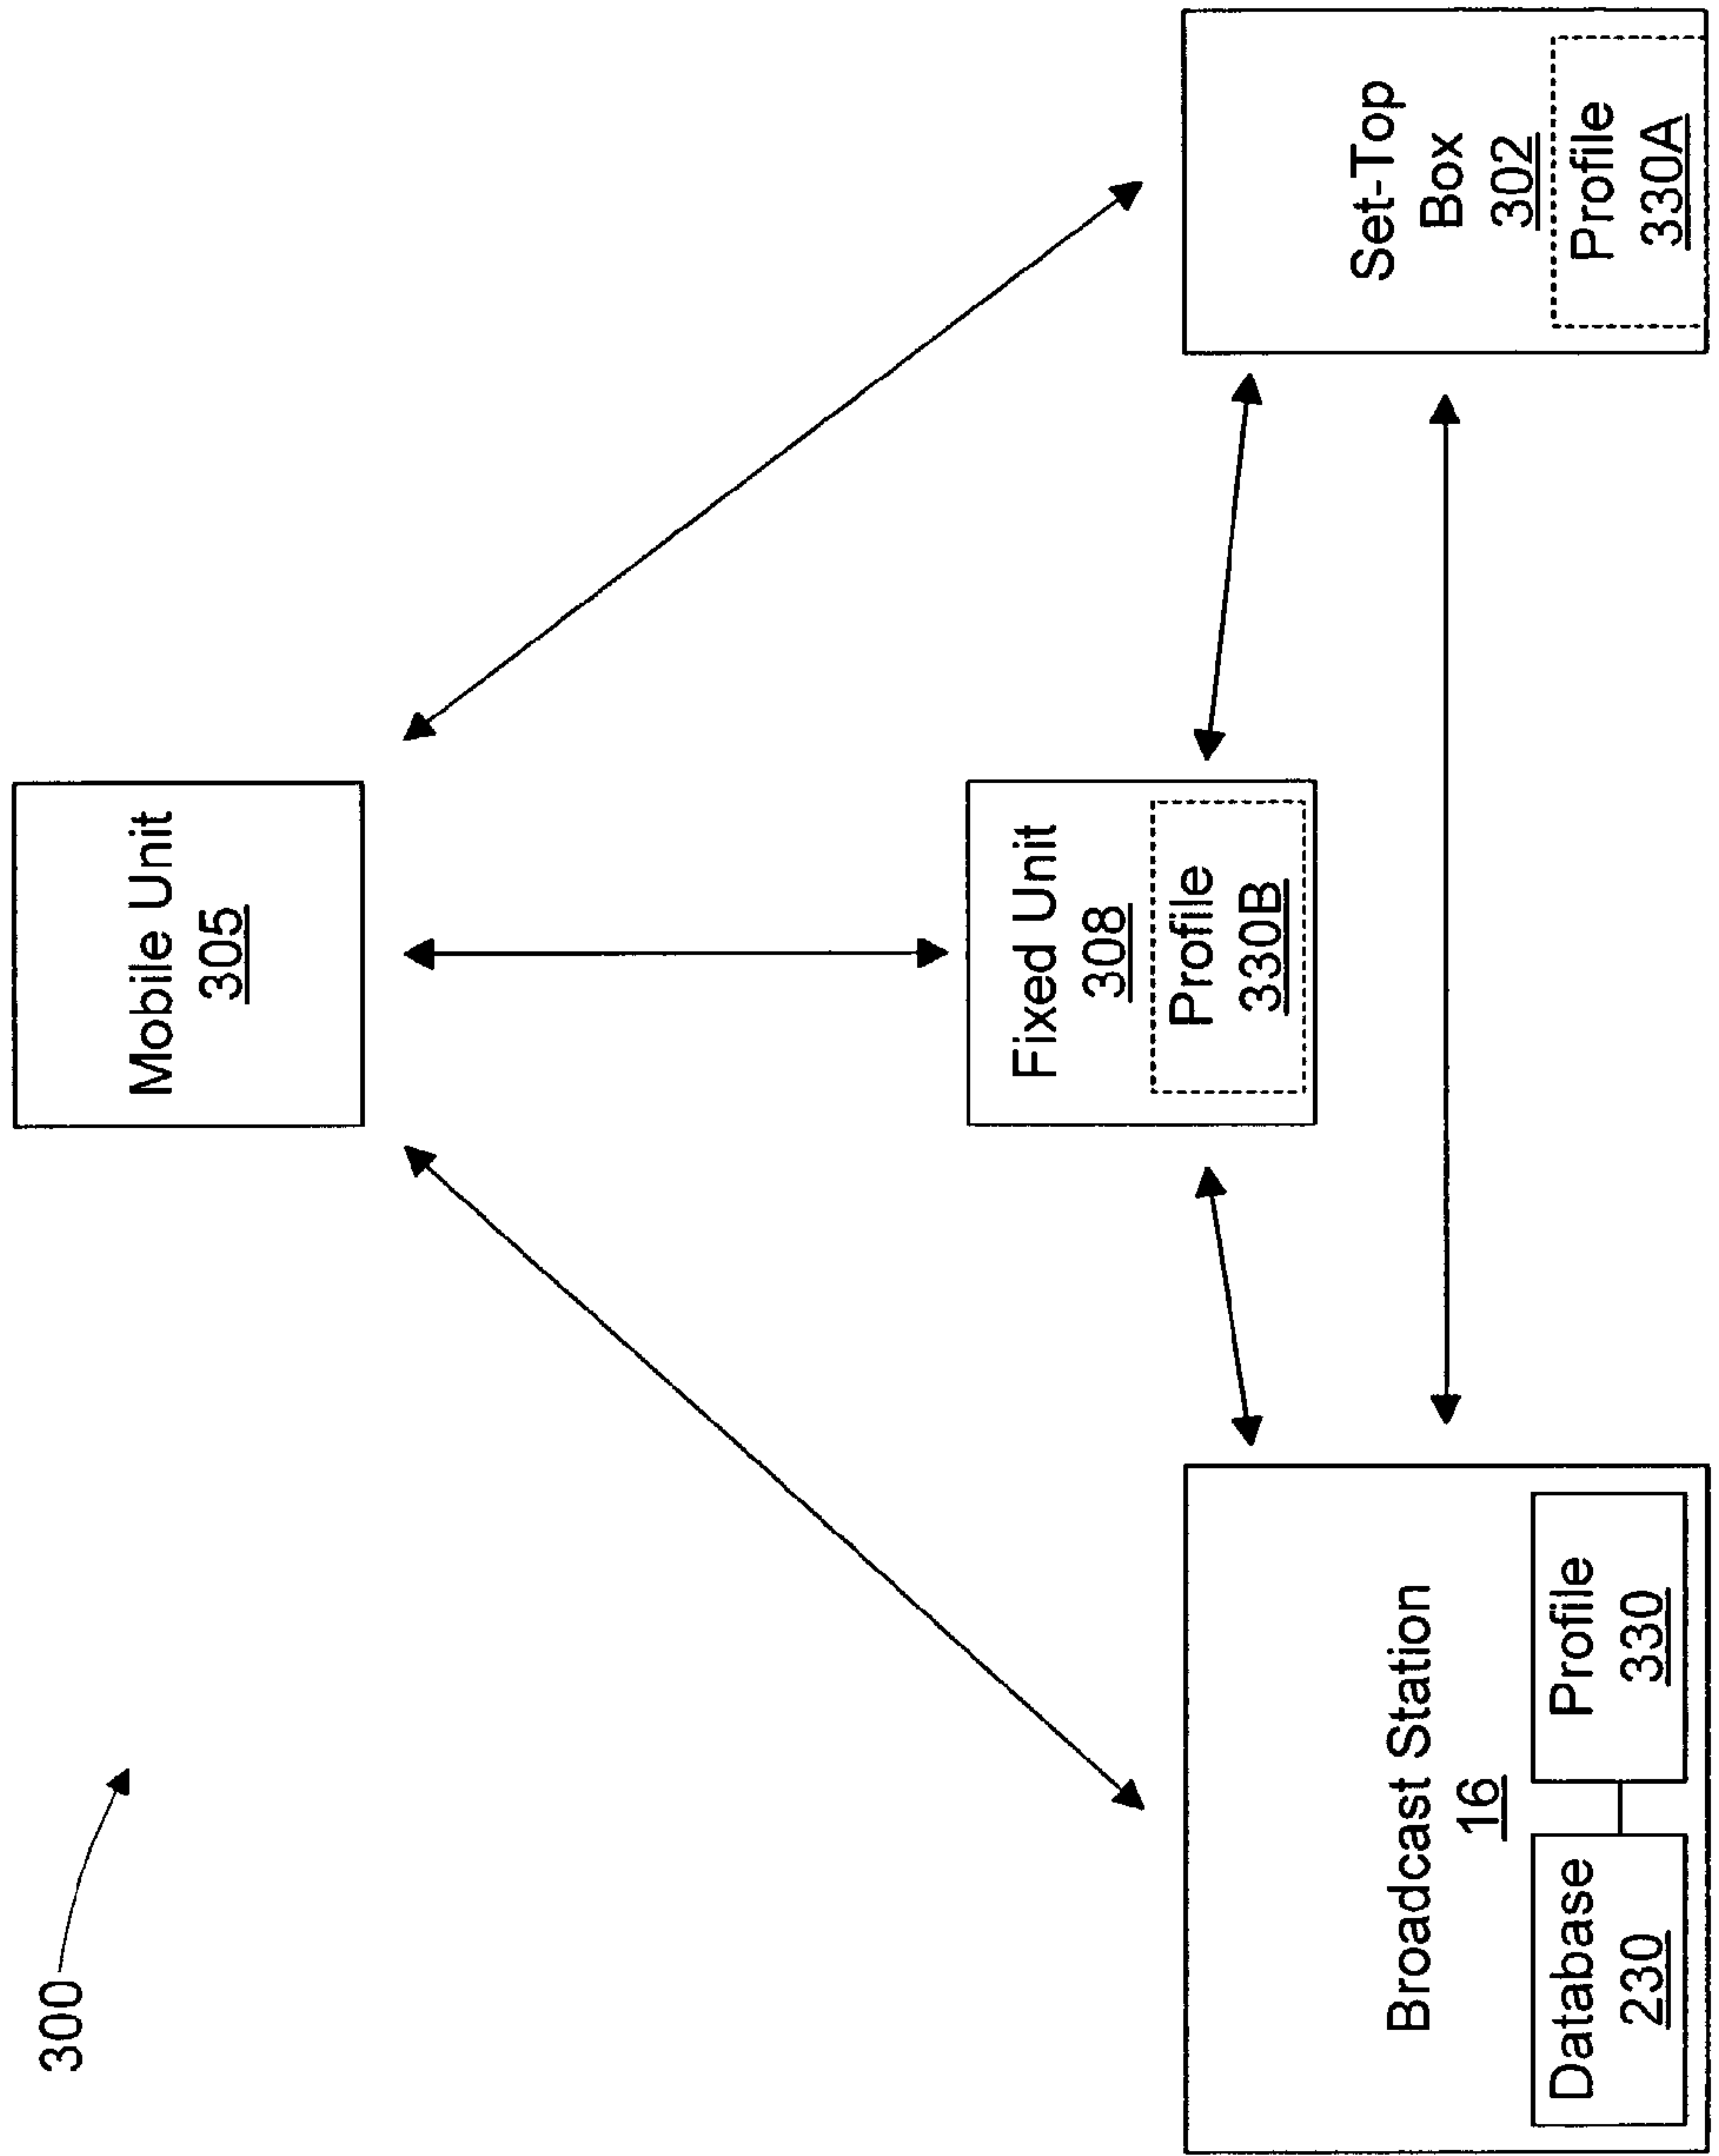 300
Mobile Unit
305
Fixed Unit
308
Profile
330B
Broadcast Station
16
Database
230
Profile
330
Set-Top
Box
302
Profile
330A